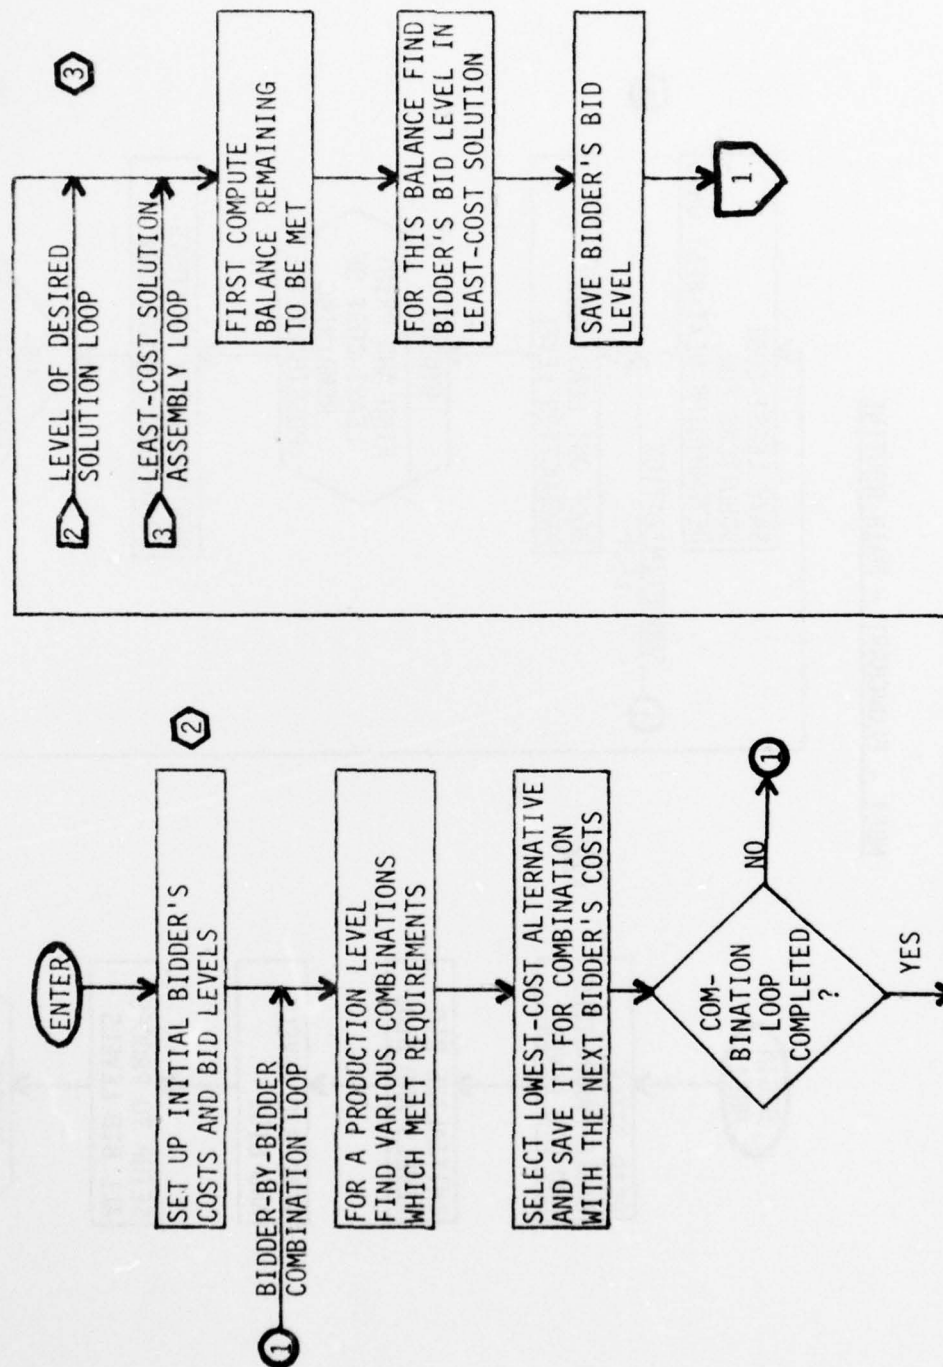 ENTER
SET UP INITIAL BIDDER'S
COSTS AND BID LEVELS
2
1
BIDDER-BY-BIDDER
COMBINATION LOOP
FOR A PRODUCTION LEVEL
FIND VARIOUS COMBINATIONS
WHICH MEET REQUIREMENTS
SELECT LOWEST-COST ALTERNATIVE
AND SAVE IT FOR COMBINATION
WITH THE NEXT BIDDER'S COSTS
COM-
BINATION
LOOP
COMPLETED
?
NO
1
YES
2
LEVEL OF DESIRED
SOLUTION LOOP
3
3
LEAST-COST SOLUTION
ASSEMBLY LOOP
FIRST COMPUTE
BALANCE REMAINING
TO BE MET
FOR THIS BALANCE FIND
BIDDER'S BID LEVEL IN
LEAST-COST SOLUTION
SAVE BIDDER'S BID
LEVEL
1